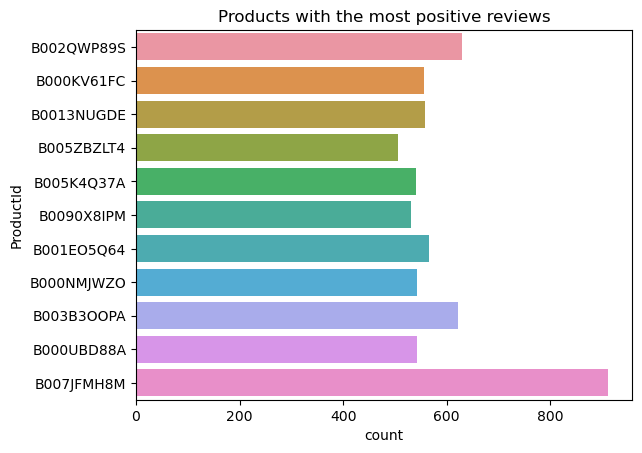 Products with the most positive reviews
ProductId
B002QWP89S
B000KV61FC
B0013NUGDE
B005ZBZLT4
B005K4Q37A
B0090X8IPM
B001EO5Q64
B000NMJWZO
B003B3OOPA
B000UBD88A
B007JFMH8M
0 200 400 600 800
count